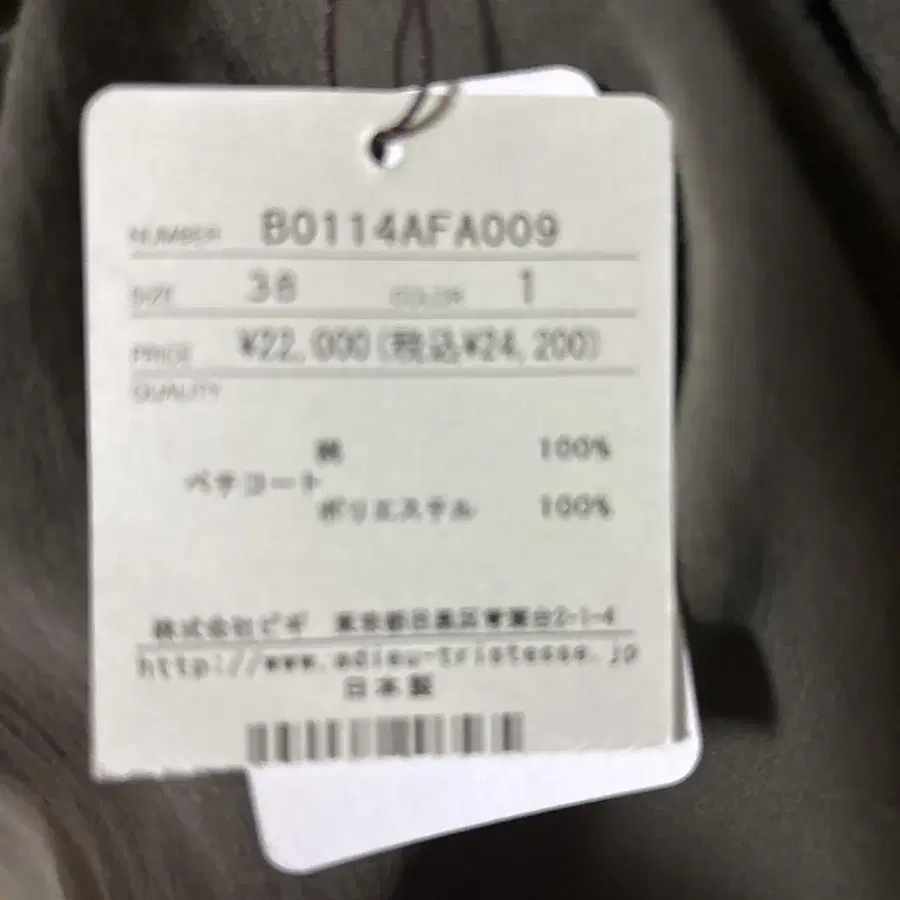 NUMBER B0114AFA009
SIZE 38 COLOR 1
PRICE ¥22,000(税込¥24,200)
QUALITY
綿 100%
ペチコート
ポリエステル 100%
株式会社ビギ 東京都目黒区青葉台2-1-4
http://www.adieu-tristesse.jp
日本製